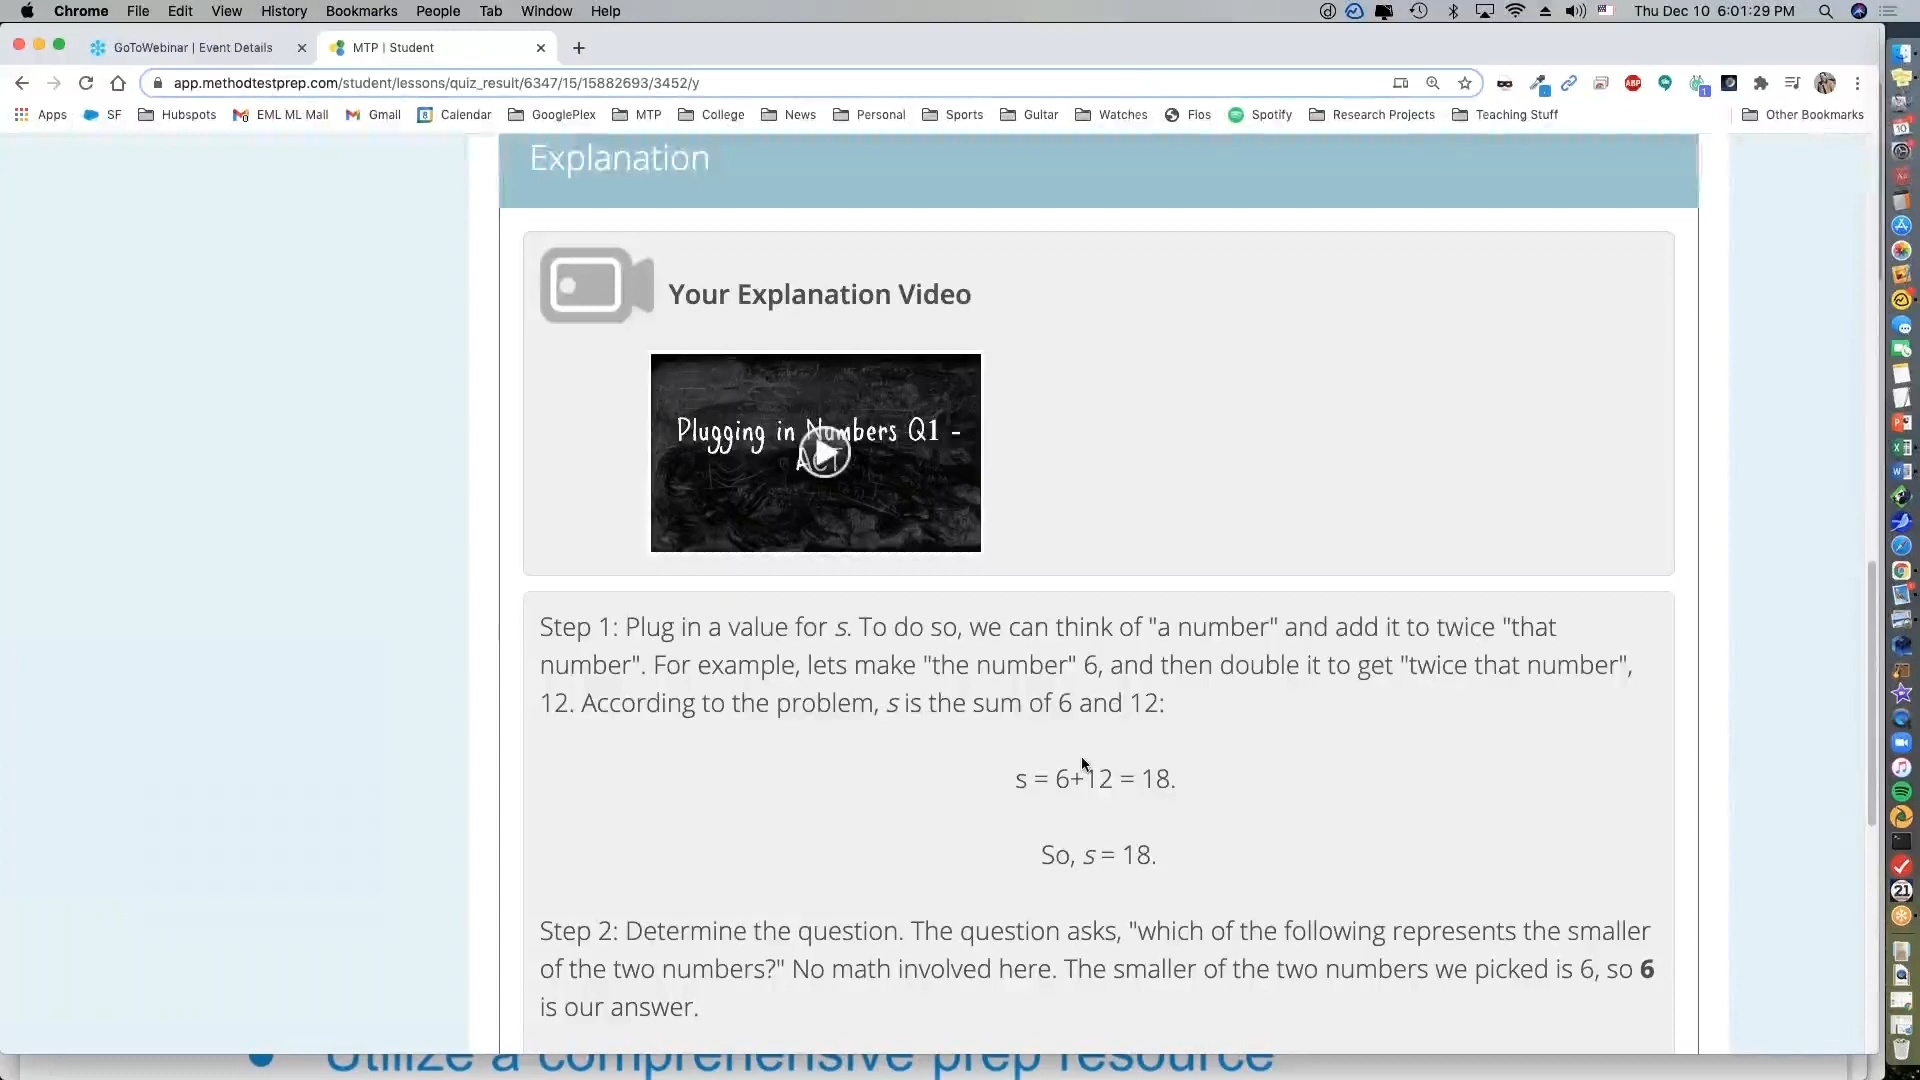 Chrome File Edit View History Bookmarks People Tab Window Help
Thu Dec 10 6:01:29 PM
GoToWebinar | Event Details
MTP | Student
app.methodtestprep.com/student/lessons/quiz_result/6347/15/15882693/3452/y
Apps SF Hubspots EML ML Mall Gmail Calendar GooglePlex MTP College News Personal Sports Guitar Watches Flos Spotify Research Projects Teaching Stuff Other Bookmarks
Explanation
Your Explanation Video
Plugging in Numbers Q1 -
ACT
Step 1: Plug in a value for s. To do so, we can think of "a number" and add it to twice "that
number". For example, lets make "the number" 6, and then double it to get "twice that number",
12. According to the problem, s is the sum of 6 and 12:
s = 6+12 = 18.
So, s = 18.
Step 2: Determine the question. The question asks, "which of the following represents the smaller
of the two numbers?" No math involved here. The smaller of the two numbers we picked is 6, so 6
is our answer.
Utilize a comprehensive prep resource